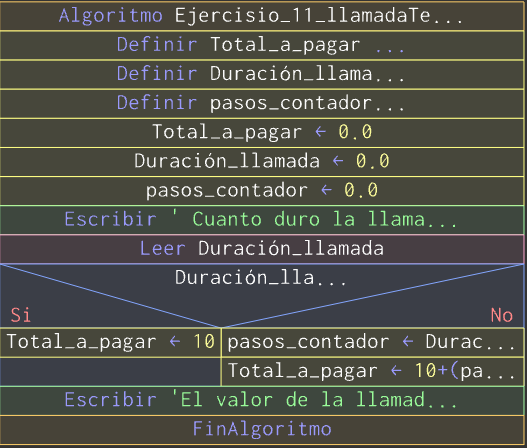 Algoritmo Ejercisio_11_llamadaTe...
Definir Total_a_pagar ...
Definir Duración_llama...
Definir pasos_contador...
Total_a_pagar ← 0.0
Duración_llamada ← 0.0
pasos_contador ← 0.0
Escribir ' Cuanto duro la llama...
Leer Duración_llamada
Duración_lla...
Si No
Total_a_pagar ← 10 pasos_contador ← Durac...
Total_a_pagar ← 10+(pa...
Escribir 'El valor de la llamad...
FinAlgoritmo